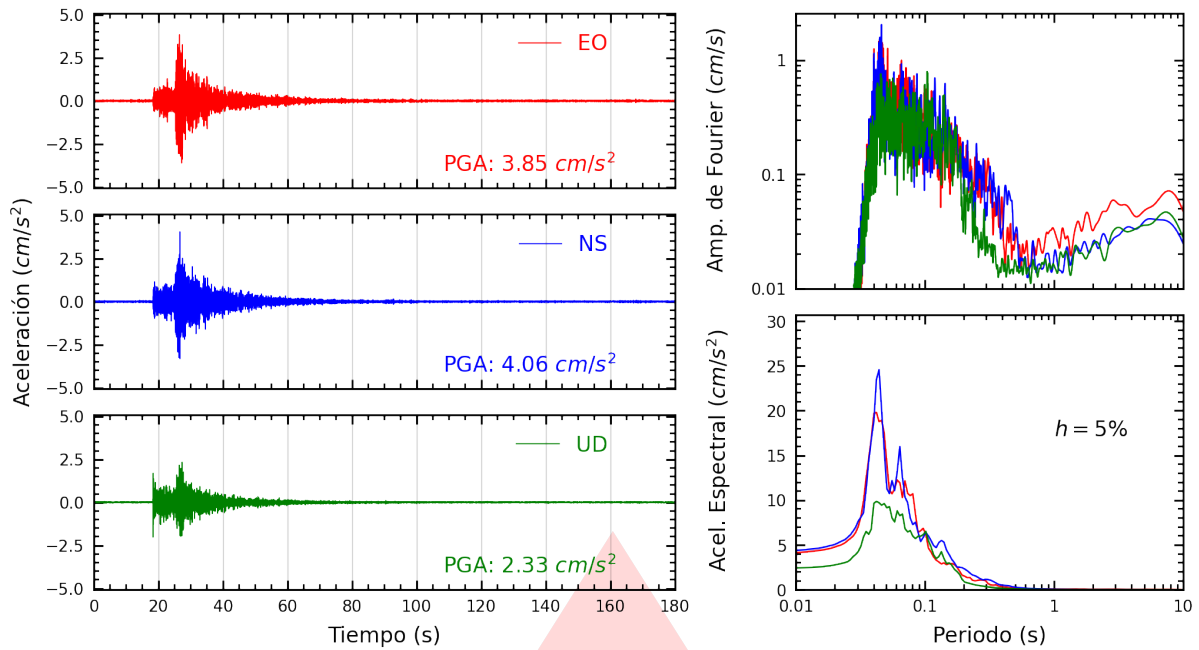 Aceleración (cm/s²)
5.0
2.5
0.0
−2.5
−5.0
EO
PGA: 3.85 cm/s²
5.0
2.5
0.0
−2.5
−5.0
NS
PGA: 4.06 cm/s²
5.0
2.5
0.0
−2.5
−5.0
UD
PGA: 2.33 cm/s²
0 20 40 60 80 100 120 140 160 180
Tiempo (s)
Amp. de Fourier (cm/s)
1
0.1
0.01
Acel. Espectral (cm/s²)
30
25
20
15
10
5
0
h = 5%
0.01 0.1 1 10
Periodo (s)